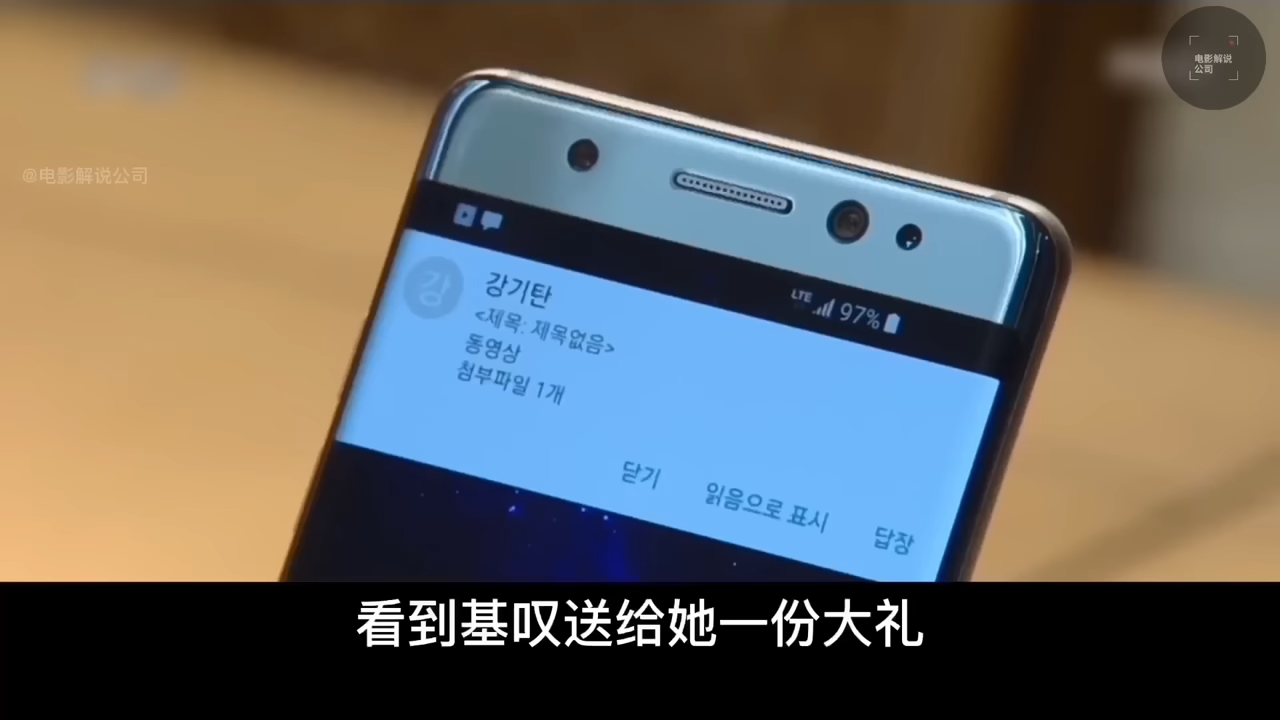 电影解说
公司
@电影解说公司
LTE 97%
강
강기탄
<제목: 제목없음>
동영상
첨부파일 1개
닫기 읽음으로 표시 답장
看到基叹送给她一份大礼